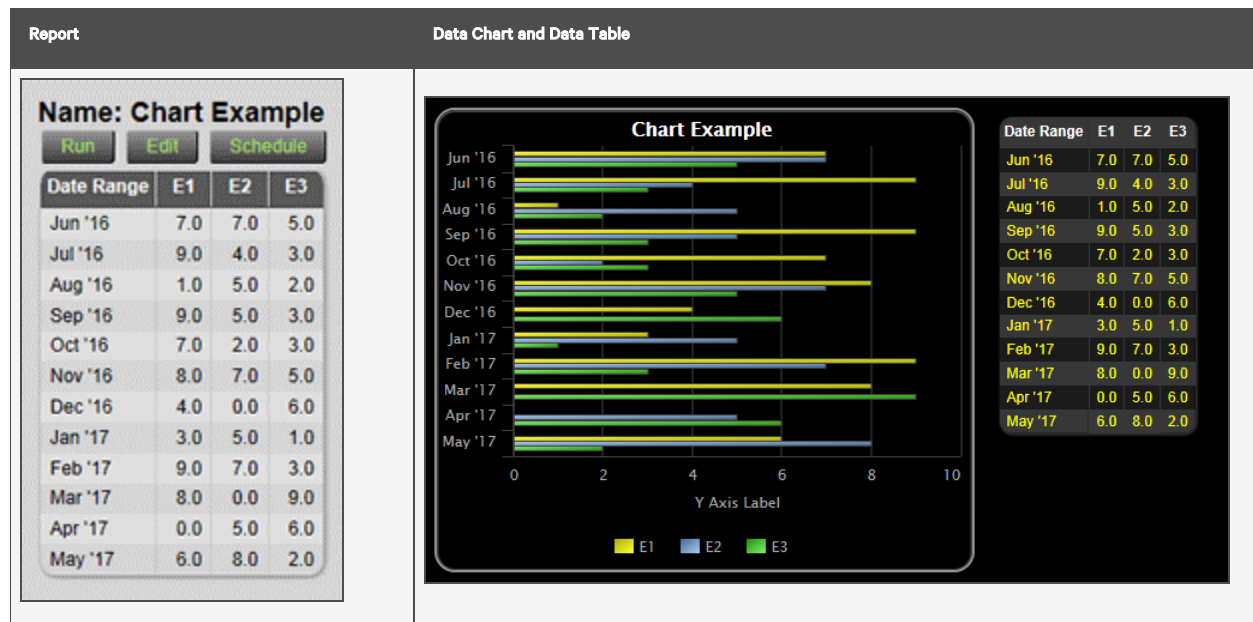 Report
Data Chart and Data Table
Name: Chart Example
Run Edit Schedule
Date Range E1 E2 E3
Jun '16 7.0 7.0 5.0
Jul '16 9.0 4.0 3.0
Aug '16 1.0 5.0 2.0
Sep '16 9.0 5.0 3.0
Oct '16 7.0 2.0 3.0
Nov '16 8.0 7.0 5.0
Dec '16 4.0 0.0 6.0
Jan '17 3.0 5.0 1.0
Feb '17 9.0 7.0 3.0
Mar '17 8.0 0.0 9.0
Apr '17 0.0 5.0 6.0
May '17 6.0 8.0 2.0
Chart Example
Jun '16
Jul '16
Aug '16
Sep '16
Oct '16
Nov '16
Dec '16
Jan '17
Feb '17
Mar '17
Apr '17
May '17
0 2 4 6 8 10
Y Axis Label
E1 E2 E3
Date Range E1 E2 E3
Jun '16 7.0 7.0 5.0
Jul '16 9.0 4.0 3.0
Aug '16 1.0 5.0 2.0
Sep '16 9.0 5.0 3.0
Oct '16 7.0 2.0 3.0
Nov '16 8.0 7.0 5.0
Dec '16 4.0 0.0 6.0
Jan '17 3.0 5.0 1.0
Feb '17 9.0 7.0 3.0
Mar '17 8.0 0.0 9.0
Apr '17 0.0 5.0 6.0
May '17 6.0 8.0 2.0